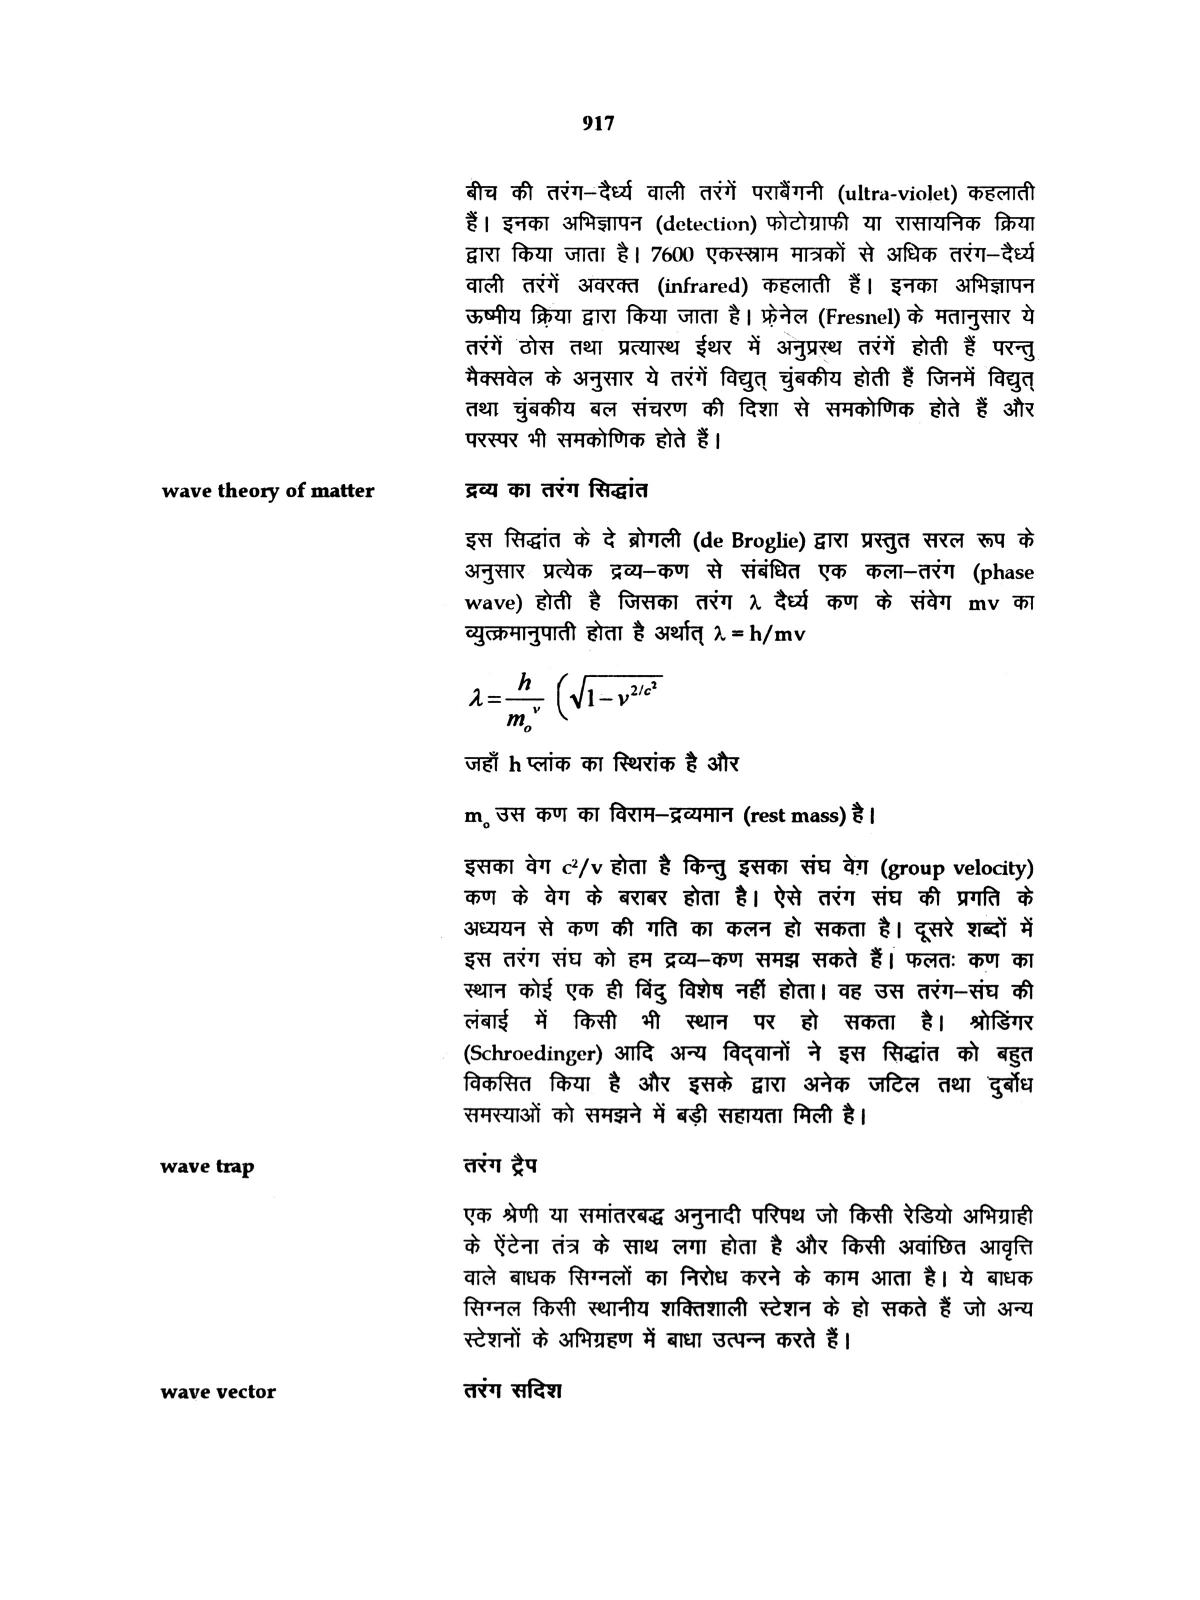 917
बीच की तरंग–दैर्ध्य वाली तरंगें पराबैंगनी (ultra-violet) कहलाती
हैं। इनका अभिज्ञापन (detection) फोटोग्राफी या रासायनिक क्रिया
द्वारा किया जाता है। 7600 एकस्त्राम मात्रकों से अधिक तरंग–दैर्ध्य
वाली तरंगें अवरक्त (infrared) कहलाती हैं। इनका अभिज्ञापन
ऊष्मीय क्रिया द्वारा किया जाता है। फ्रेनेल (Fresnel) के मतानुसार ये
तरंगें ठोस तथा प्रत्यास्थ ईथर में अनुप्रस्थ तरंगें होती हैं परन्तु
मैक्सवेल के अनुसार ये तरंगें विद्युत् चुंबकीय होती हैं जिनमें विद्युत्
तथा चुंबकीय बल संचरण की दिशा से समकोणिक होते हैं और
परस्पर भी समकोणिक होते हैं।
wave theory of matter द्रव्य का तरंग सिद्धांत
इस सिद्धांत के दे ब्रोगली (de Broglie) द्वारा प्रस्तुत सरल रूप के
अनुसार प्रत्येक द्रव्य–कण से संबंधित एक कला–तरंग (phase
wave) होती है जिसका तरंग λ दैर्ध्य कण के संवेग mv का
व्युत्क्रमानुपाती होता है अर्थात् λ = h/mv
λ = h/m₀v (√1 – v^2/c²
जहाँ h प्लांक का स्थिरांक है और
m₀ उस कण का विराम–द्रव्यमान (rest mass) है।
इसका वेग c²/v होता है किन्तु इसका संघ वेग (group velocity)
कण के वेग के बराबर होता है। ऐसे तरंग संघ की प्रगति के
अध्ययन से कण की गति का कलन हो सकता है। दूसरे शब्दों में
इस तरंग संघ को हम द्रव्य–कण समझ सकते हैं। फलतः कण का
स्थान कोई एक ही बिंदु विशेष नहीं होता। वह उस तरंग–संघ की
लंबाई में किसी भी स्थान पर हो सकता है। श्रोडिंगर
(Schroedinger) आदि अन्य विद्वानों ने इस सिद्धांत को बहुत
विकसित किया है और इसके द्वारा अनेक जटिल तथा दुर्बोध
समस्याओं को समझने में बड़ी सहायता मिली है।
wave trap तरंग ट्रैप
एक श्रेणी या समांतरबद्ध अनुनादी परिपथ जो किसी रेडियो अभिग्राही
के ऐंटेना तंत्र के साथ लगा होता है और किसी अवांछित आवृत्ति
वाले बाधक सिग्नलों का निरोध करने के काम आता है। ये बाधक
सिग्नल किसी स्थानीय शक्तिशाली स्टेशन के हो सकते हैं जो अन्य
स्टेशनों के अभिग्रहण में बाधा उत्पन्न करते हैं।
wave vector तरंग सदिश